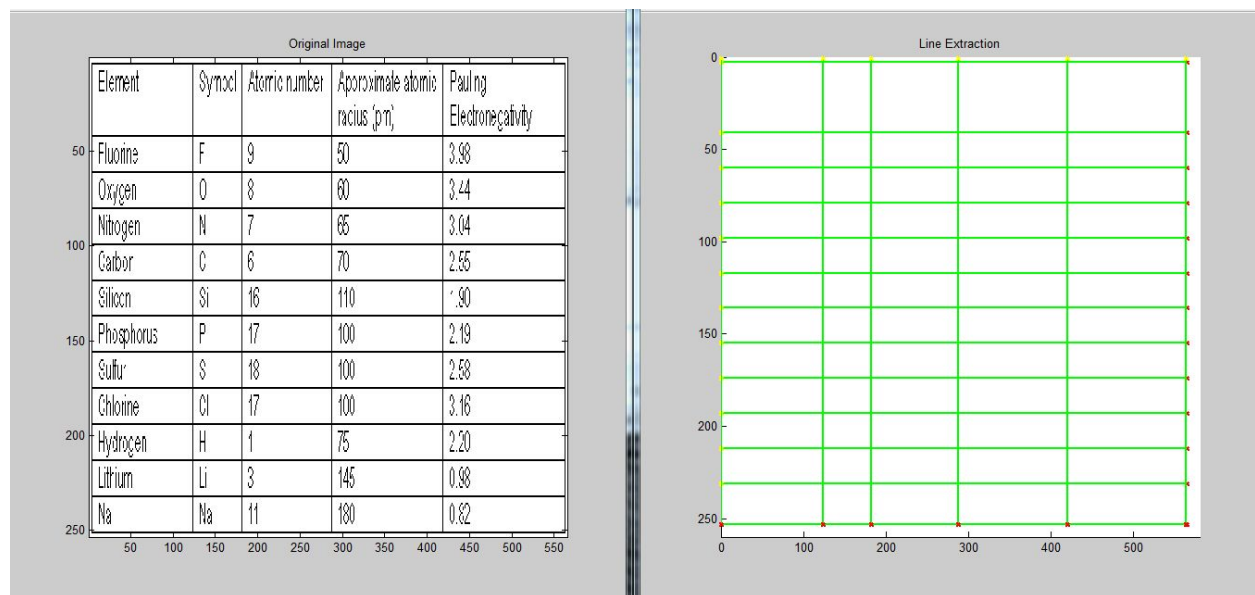 Original Image
Element Symbol Atomic number Approximate atomic Pauling
radius (pm) Electronegativity
50 Fluorine F 9 50 3.98
Oxygen O 8 60 3.44
Nitrogen N 7 65 3.04
100
Carbon C 6 70 2.55
Silicon Si 16 110 1.90
150 Phosphorus P 17 100 2.19
Sulfur S 18 100 2.58
Chlorine Cl 17 100 3.16
200 Hydrogen H 1 75 2.20
Lithium Li 3 145 0.98
Na Na 11 180 0.82
250
50 100 150 200 250 300 350 400 450 500 550
Line Extraction
0
50
100
150
200
250
0 100 200 300 400 500